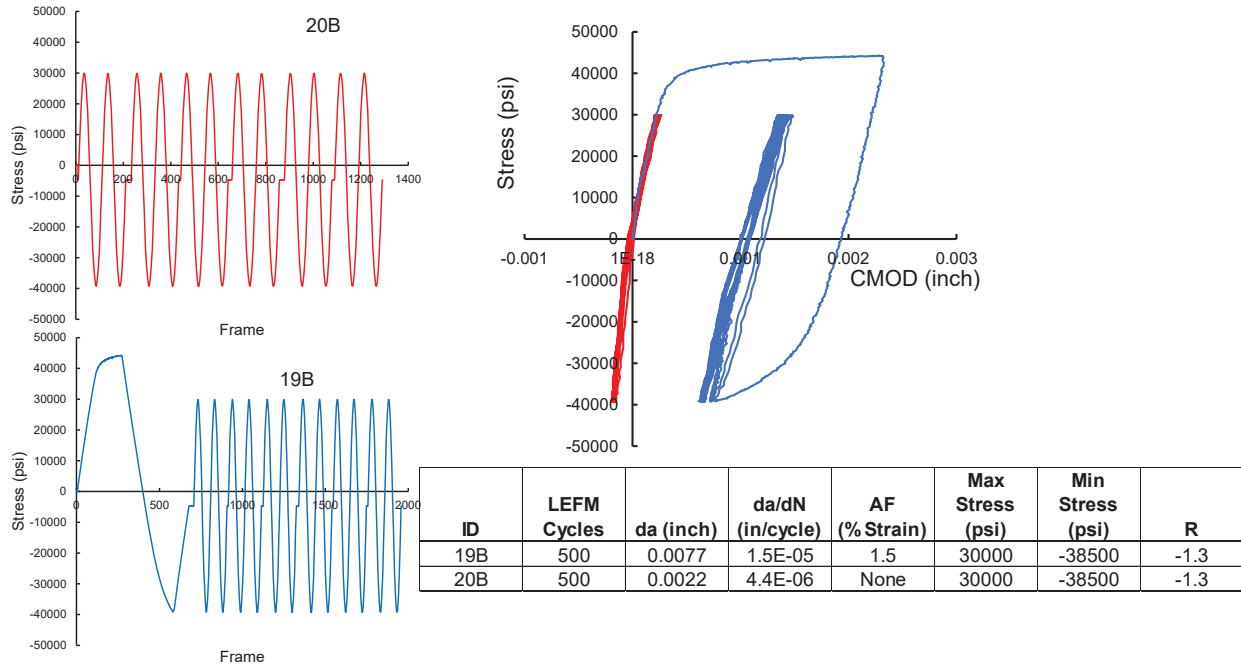 20B
50000
40000
30000
20000
10000
0
-10000
-20000
-30000
-40000
-50000
0 200 400 600 800 1000 1200 1400
Stress (psi)
Frame
19B
50000
40000
30000
20000
10000
0
-10000
-20000
-30000
-40000
-50000
0 500 1000 1500 2000
Stress (psi)
Frame
50000
40000
30000
20000
10000
0
-10000
-20000
-30000
-40000
-50000
-0.001 1E-18 0.001 0.002 0.003
Stress (psi)
CMOD (inch)
ID LEFM Cycles da (inch) da/dN (in/cycle) AF (% Strain) Max Stress (psi) Min Stress (psi) R
19B 500 0.0077 1.5E-05 1.5 30000 -38500 -1.3
20B 500 0.0022 4.4E-06 None 30000 -38500 -1.3